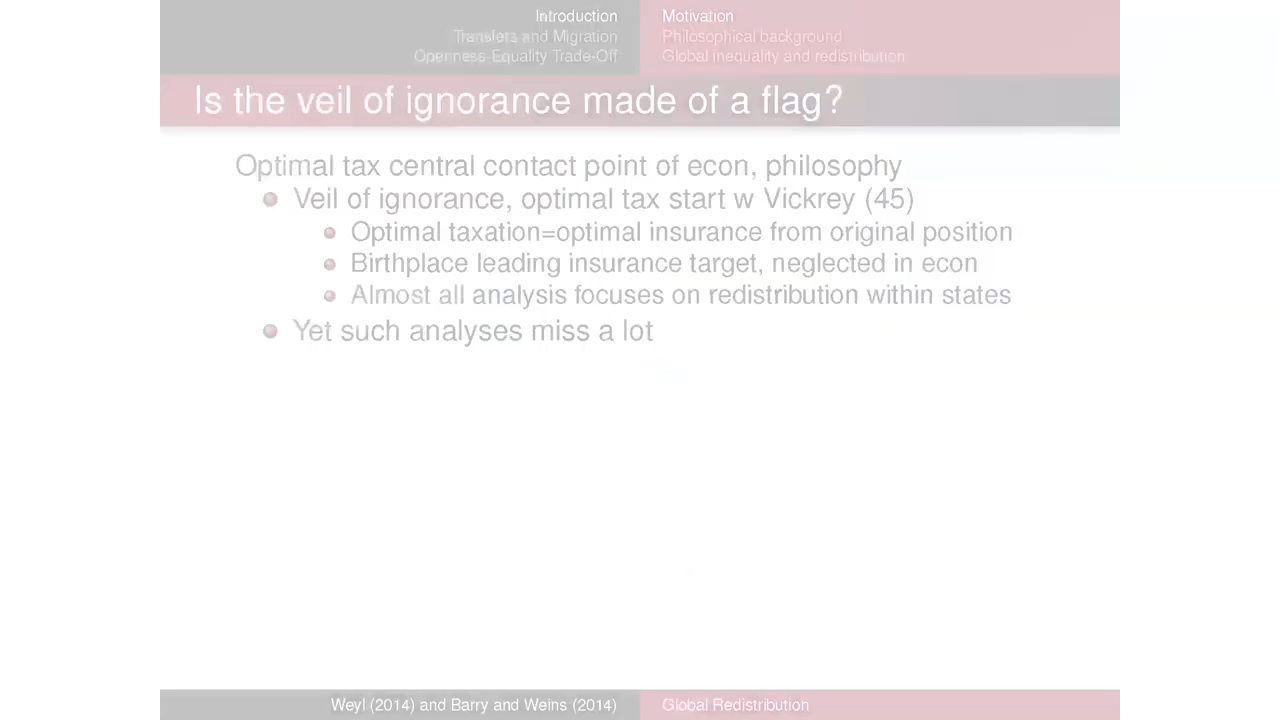 Introduction
Transfers and Migration
Openness-Equality Trade-Off
Motivation
Philosophical background
Global inequality and redistribution
Is the veil of ignorance made of a flag?
Optimal tax central contact point of econ, philosophy
Veil of ignorance, optimal tax start w Vickrey (45)
Optimal taxation=optimal insurance from original position
Birthplace leading insurance target, neglected in econ
Almost all analysis focuses on redistribution within states
Yet such analyses miss a lot
Weyl (2014) and Barry and Weins (2014)
Global Redistribution